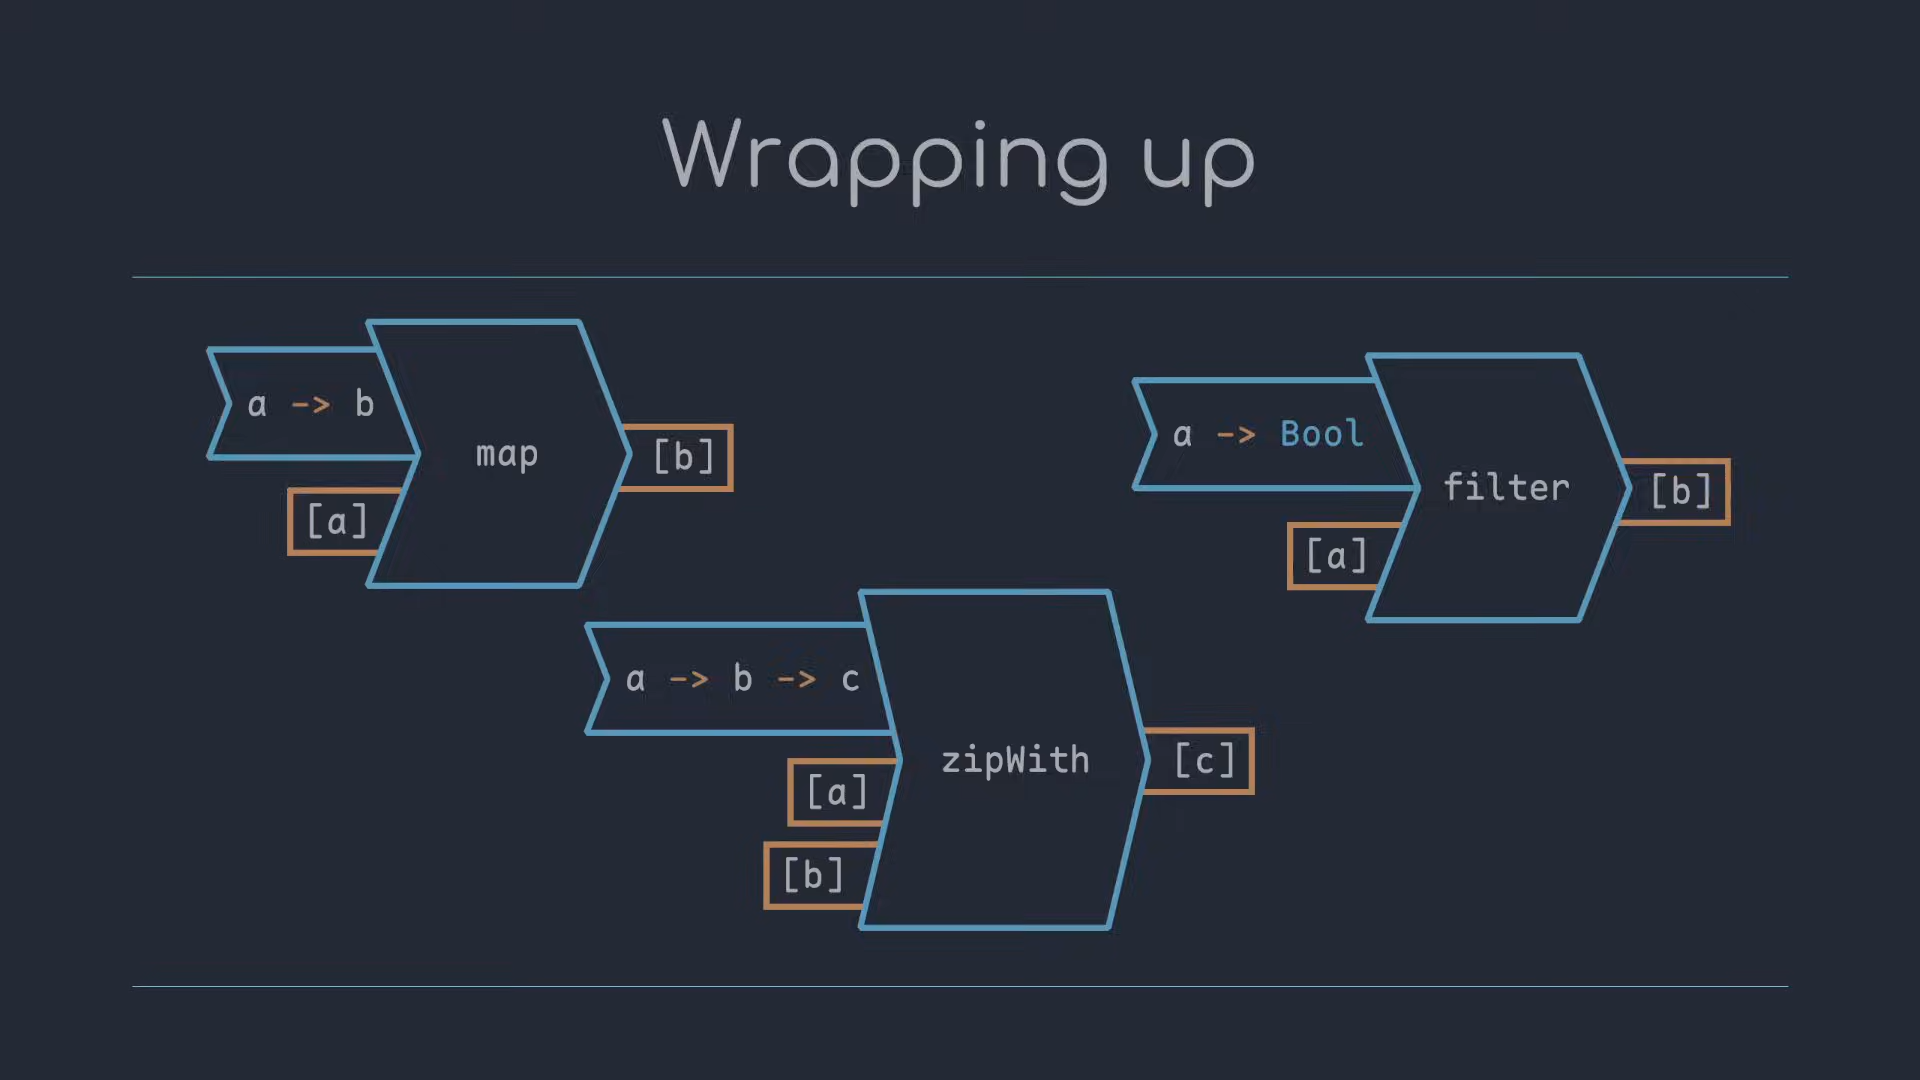 Wrapping up
a -> b
map
[b]
[a]
a -> Bool
filter
[b]
[a]
a -> b -> c
zipWith
[c]
[a]
[b]